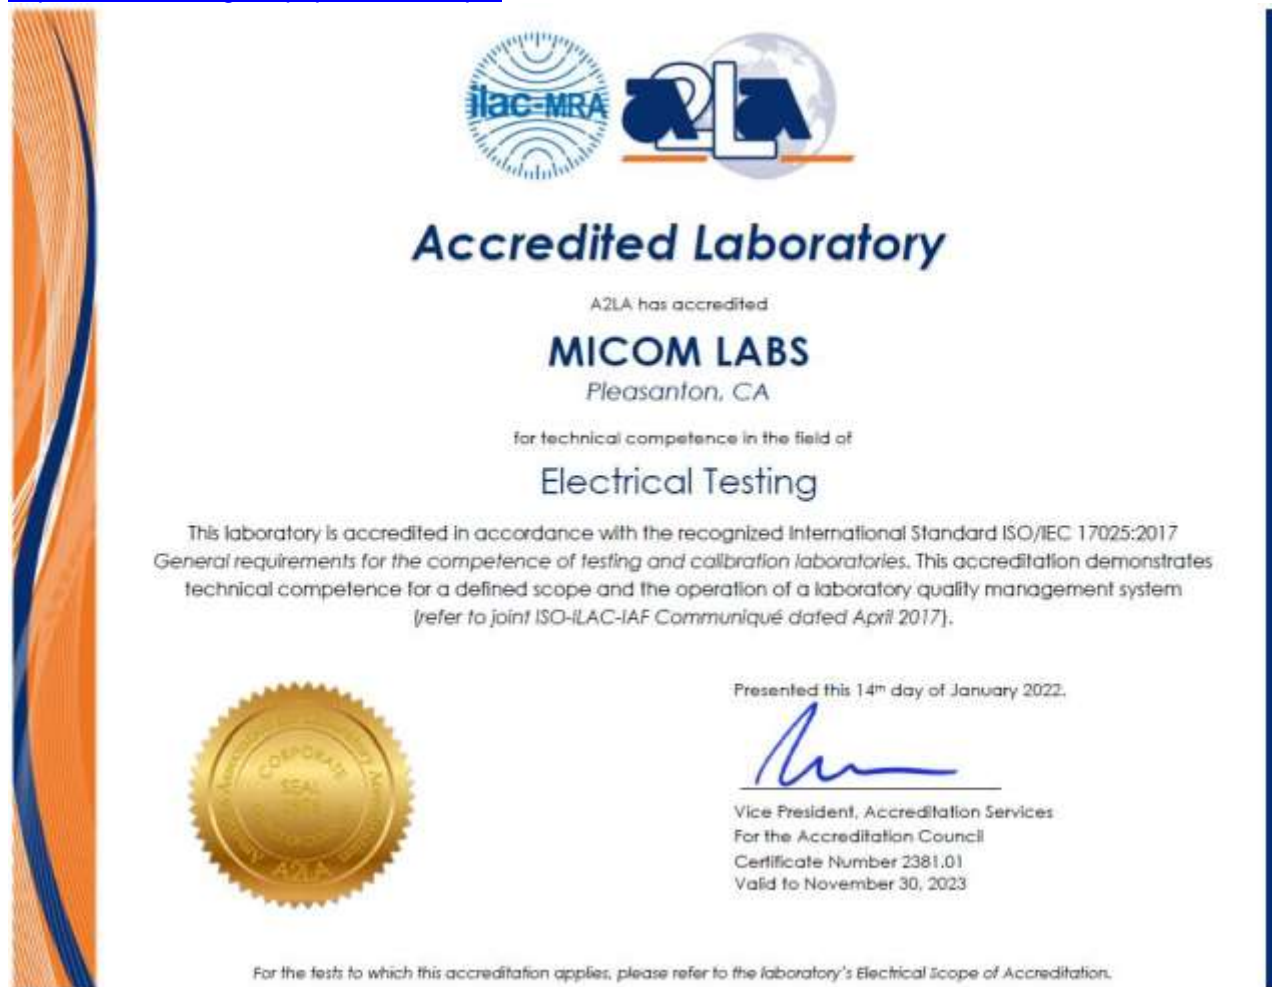 ilac-MRA
a2La
Accredited Laboratory
A2LA has accredited
MICOM LABS
Pleasanton, CA
for technical competence in the field of
Electrical Testing
This laboratory is accredited in accordance with the recognized International Standard ISO/IEC 17025:2017
General requirements for the competence of testing and calibration laboratories. This accreditation demonstrates
technical competence for a defined scope and the operation of a laboratory quality management system
(refer to joint ISO-ILAC-IAF Communiqué dated April 2017).
Presented this 14th day of January 2022.
CORPORATE
SEAL
A2LA
Vice President, Accreditation Services
For the Accreditation Council
Certificate Number 2381.01
Valid to November 30, 2023
For the tests to which this accreditation applies, please refer to the laboratory's Electrical Scope of Accreditation.